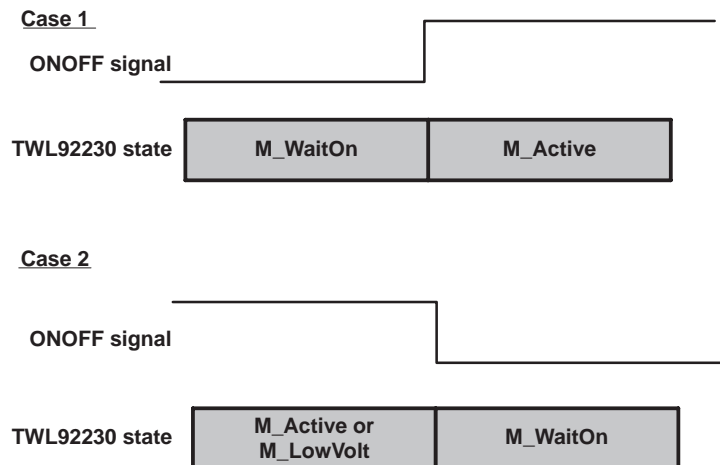 Case 1
ONOFF signal
TWL92230 state
M_WaitOn
M_Active
Case 2
ONOFF signal
TWL92230 state
M_Active or
M_LowVolt
M_WaitOn